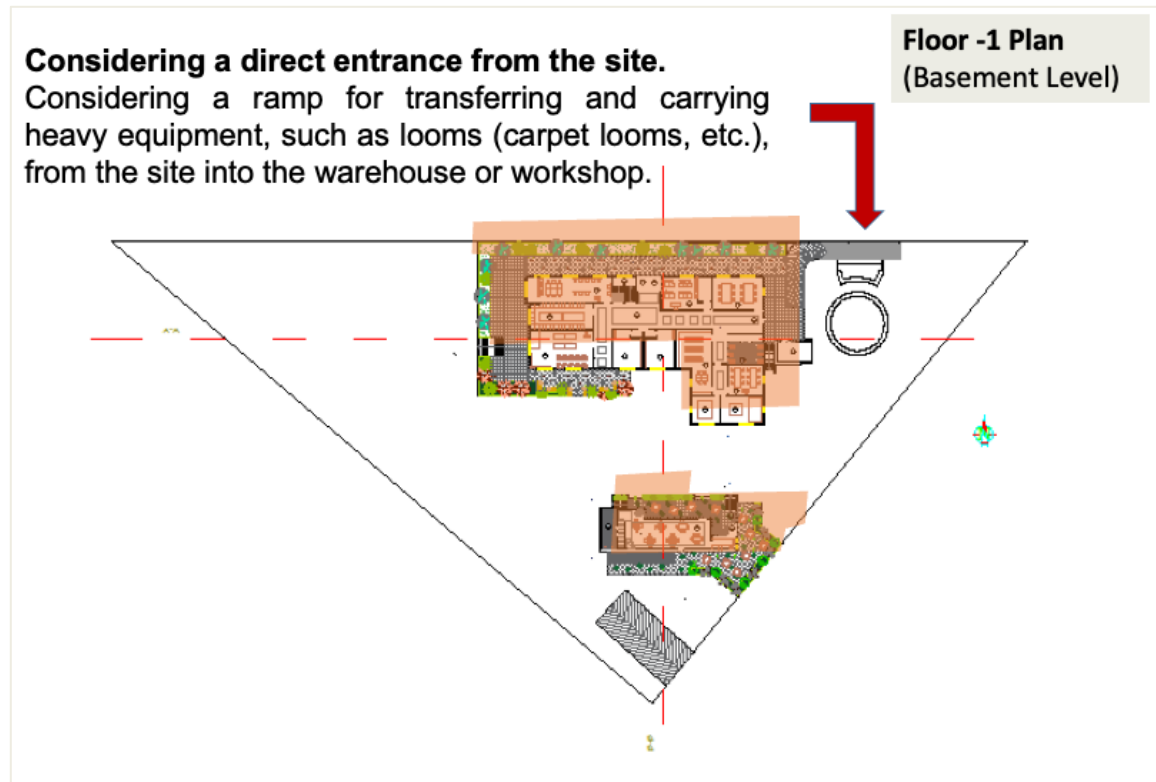 Considering a direct entrance from the site.
Considering a ramp for transferring and carrying
heavy equipment, such as looms (carpet looms, etc.),
from the site into the warehouse or workshop.
Floor -1 Plan
(Basement Level)